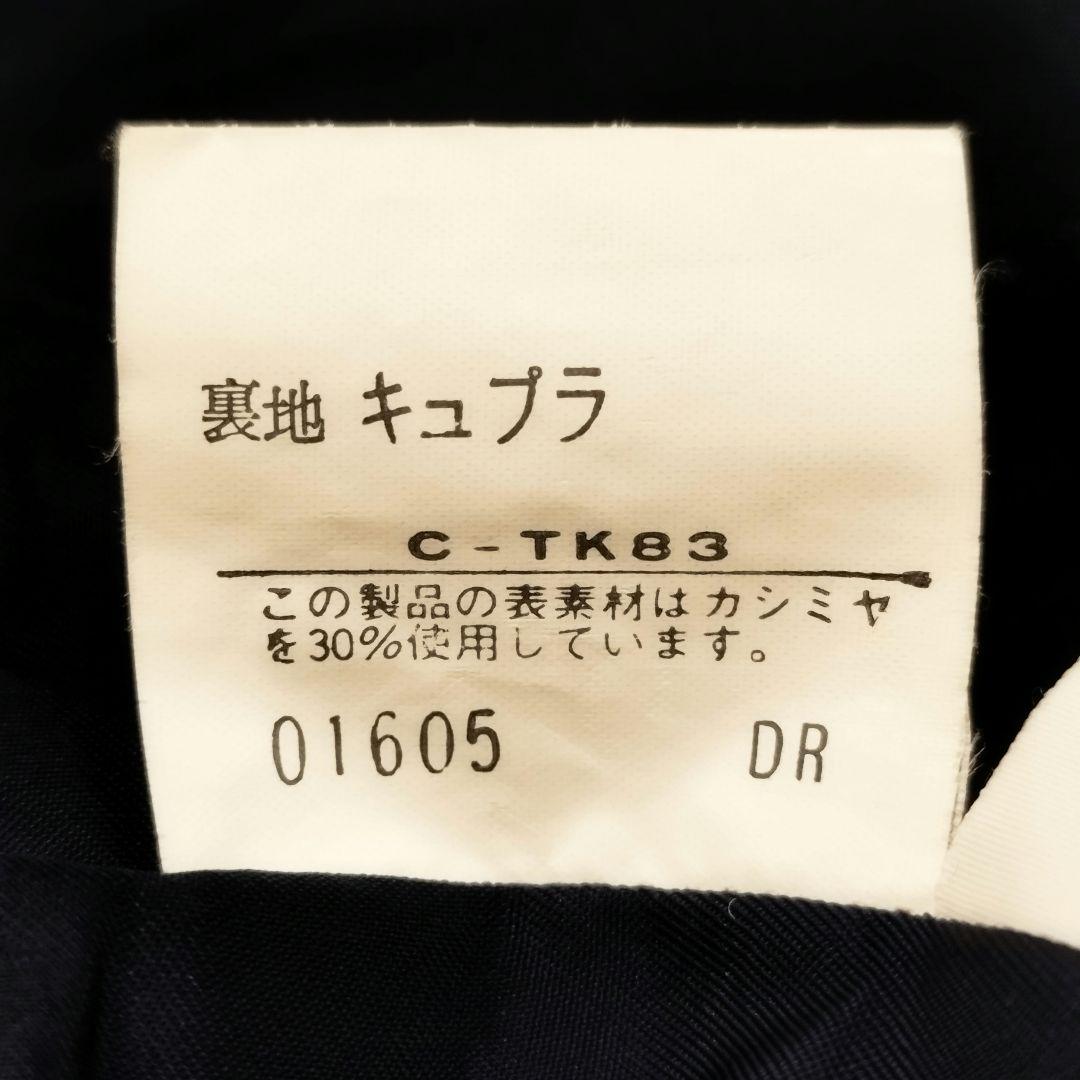 裏地 キュプラ
C-TK83
この製品の表素材はカシミヤ
を30%使用しています。
01605 DR